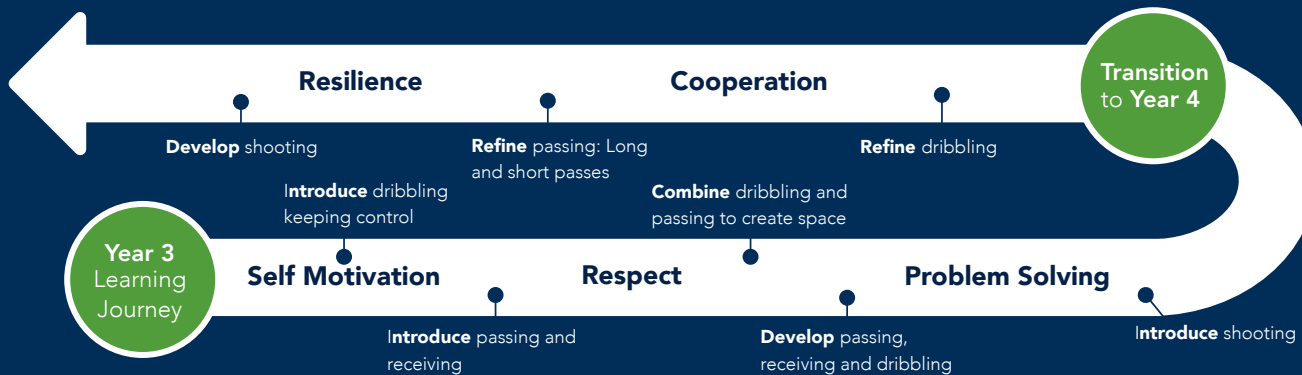 Resilience
Cooperation
Transition
to Year 4
Develop shooting
Refine passing: Long
and short passes
Refine dribbling
Introduce dribbling
keeping control
Combine dribbling and
passing to create space
Year 3
Learning
Journey
Self Motivation
Respect
Problem Solving
Introduce passing and
receiving
Develop passing,
receiving and dribbling
Introduce shooting